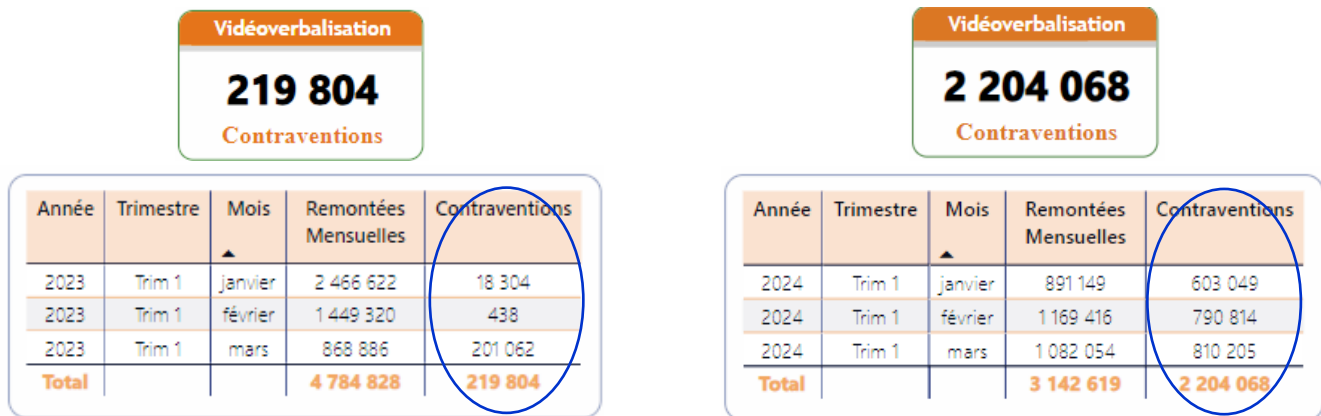 Vidéoverbalisation
219 804
Contraventions
Année Trimestre Mois Remontées Mensuelles Contraventions
2023 Trim 1 janvier 2 466 622 18 304
2023 Trim 1 février 1 449 320 438
2023 Trim 1 mars 868 886 201 062
Total 4 784 828 219 804
Vidéoverbalisation
2 204 068
Contraventions
Année Trimestre Mois Remontées Mensuelles Contraventions
2024 Trim 1 janvier 891 149 603 049
2024 Trim 1 février 1 169 416 790 814
2024 Trim 1 mars 1 082 054 810 205
Total 3 142 619 2 204 068